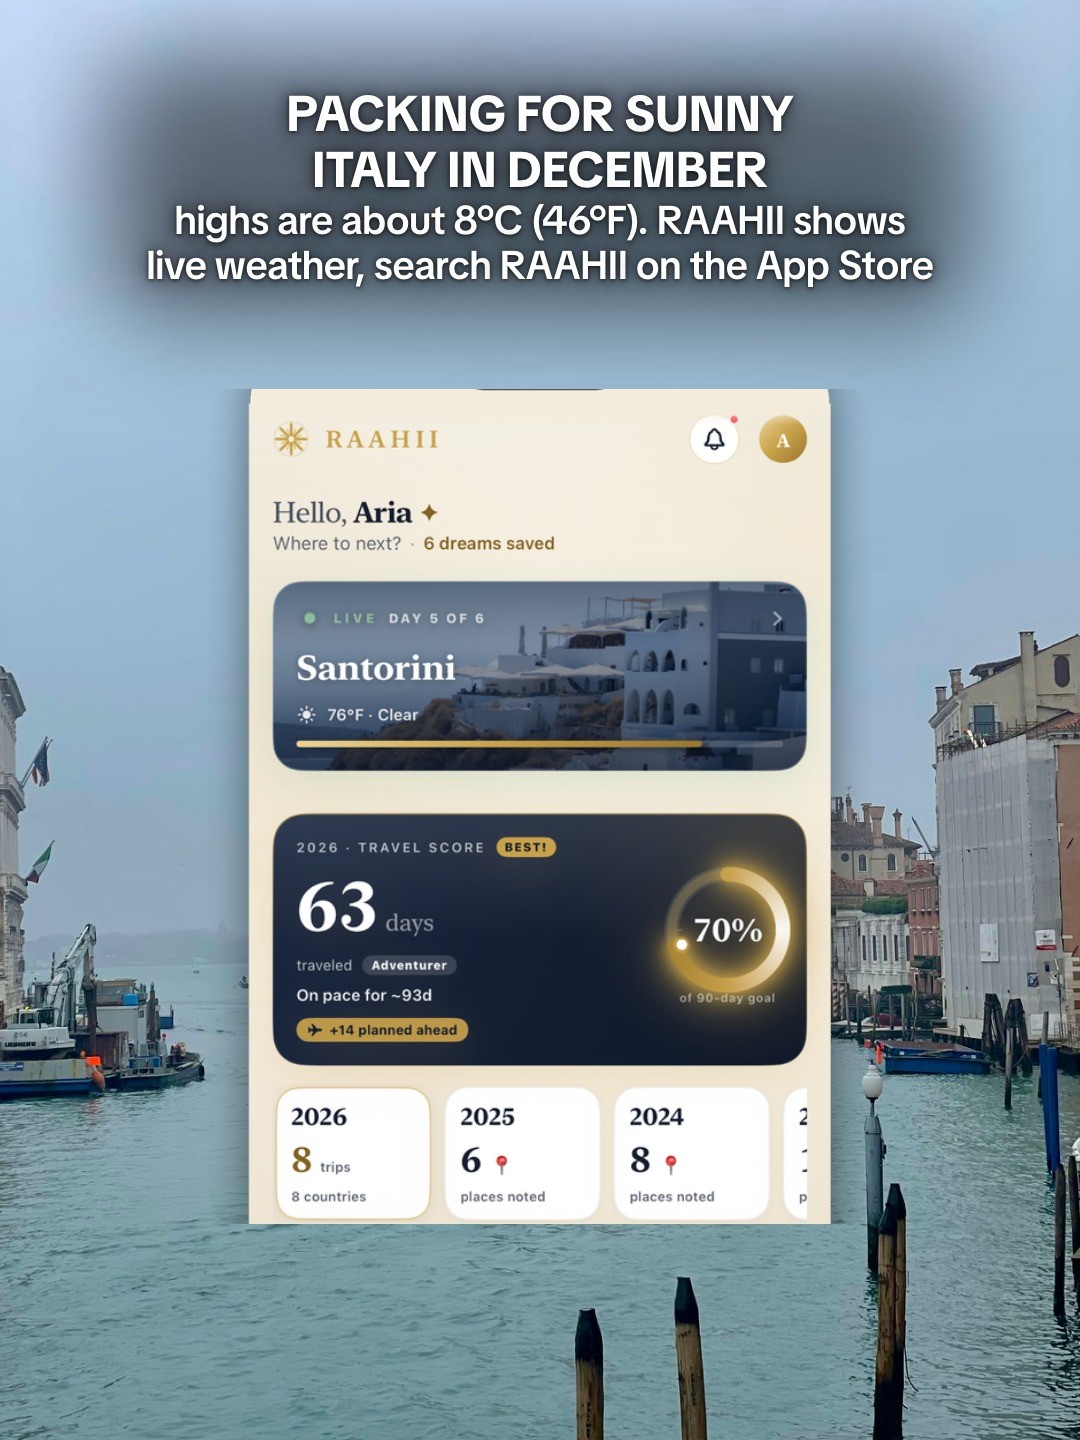 PACKING FOR SUNNY
ITALY IN DECEMBER
highs are about 8°C (46°F). RAAHII shows
live weather, search RAAHII on the App Store
RAAHII
A
Hello, Aria
Where to next? · 6 dreams saved
LIVE DAY 5 OF 6
Santorini
76°F · Clear
2026 · TRAVEL SCORE BEST!
63 days
70%
traveled Adventurer
On pace for ~93d
of 90-day goal
+14 planned ahead
2026 2025 2024
8 trips 6 8
8 countries places noted places noted